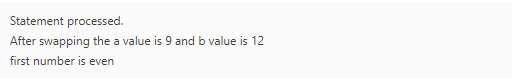 Statement processed.
After swapping the a value is 9 and b value is 12
first number is even